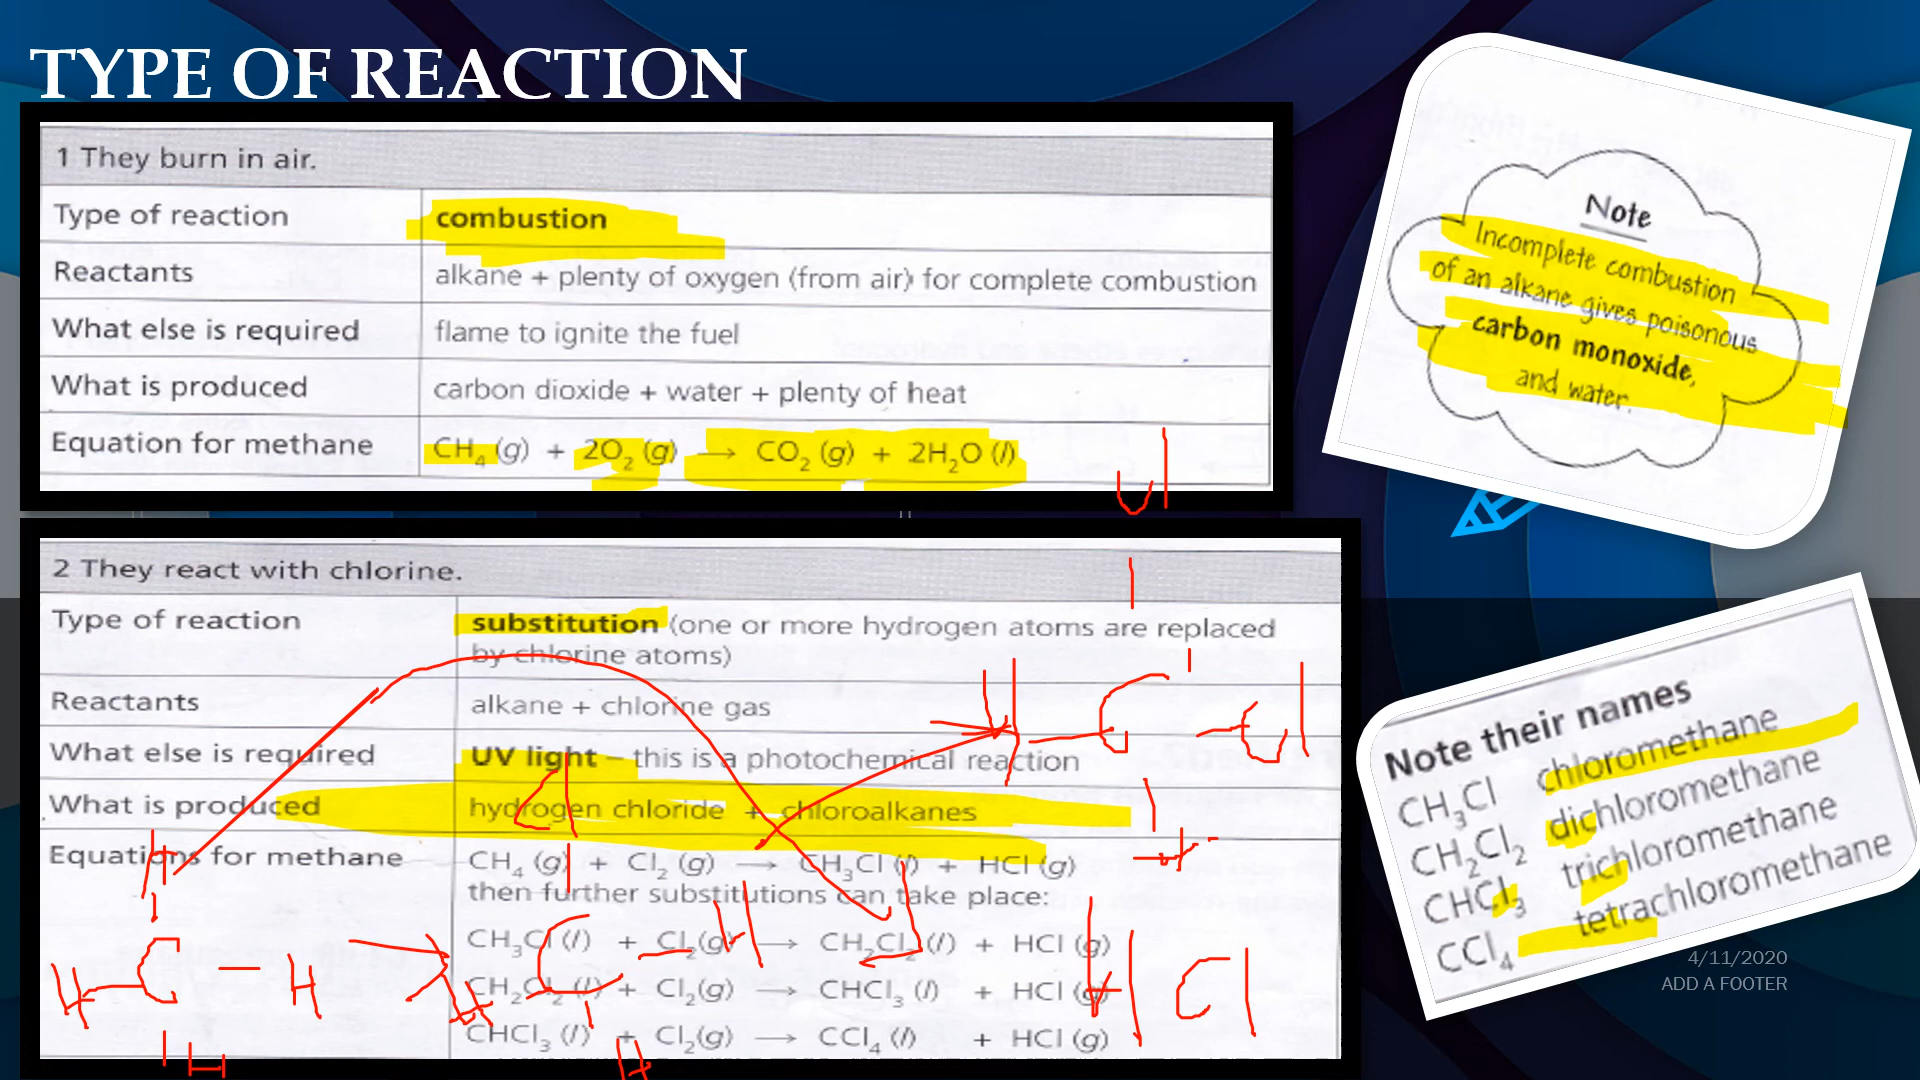 TYPE OF REACTION
1 They burn in air.
Type of reaction combustion
Reactants alkane + plenty of oxygen (from air) for complete combustion
What else is required flame to ignite the fuel
What is produced carbon dioxide + water + plenty of heat
Equation for methane CH₄ (g) + 2O₂ (g) → CO₂ (g) + 2H₂O (l)
2 They react with chlorine.
Type of reaction substitution (one or more hydrogen atoms are replaced
by chlorine atoms)
Reactants alkane + chlorine gas
What else is required UV light – this is a photochemical reaction
What is produced hydrogen chloride + chloroalkanes
Equations for methane CH₄ (g) + Cl₂ (g) → CH₃Cl (l) + HCl (g)
then further substitutions can take place:
CH₃Cl (l) + Cl₂(g) → CH₂Cl₂ (l) + HCl (g)
CH₂Cl₂ (l) + Cl₂(g) → CHCl₃ (l) + HCl (g)
CHCl₃ (l) + Cl₂(g) → CCl₄ (l) + HCl (g)
H
H C – H
H
Cl
H C H
H
Cl
H – C – Cl
H
HCl
Note
Incomplete combustion
of an alkane gives poisonous
carbon monoxide,
and water.
Note their names
CH₃Cl chloromethane
CH₂Cl₂ dichloromethane
CHCl₃ trichloromethane
CCl₄ tetrachloromethane
4/11/2020
ADD A FOOTER